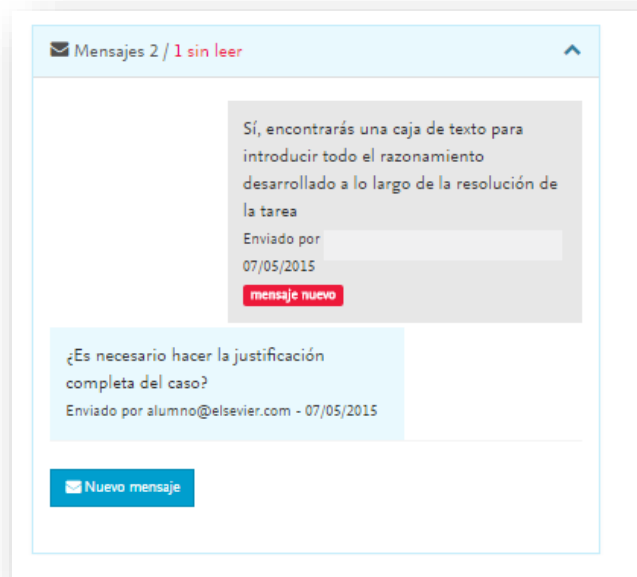 Mensajes 2 / 1 sin leer
Sí, encontrarás una caja de texto para
introducir todo el razonamiento
desarrollado a lo largo de la resolución de
la tarea
Enviado por
07/05/2015
mensaje nuevo
¿Es necesario hacer la justificación
completa del caso?
Enviado por alumno@elsevier.com - 07/05/2015
Nuevo mensaje